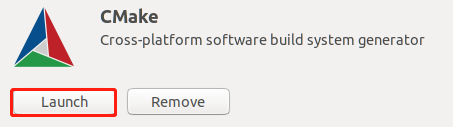 CMake
Cross-platform software build system generator
Launch Remove